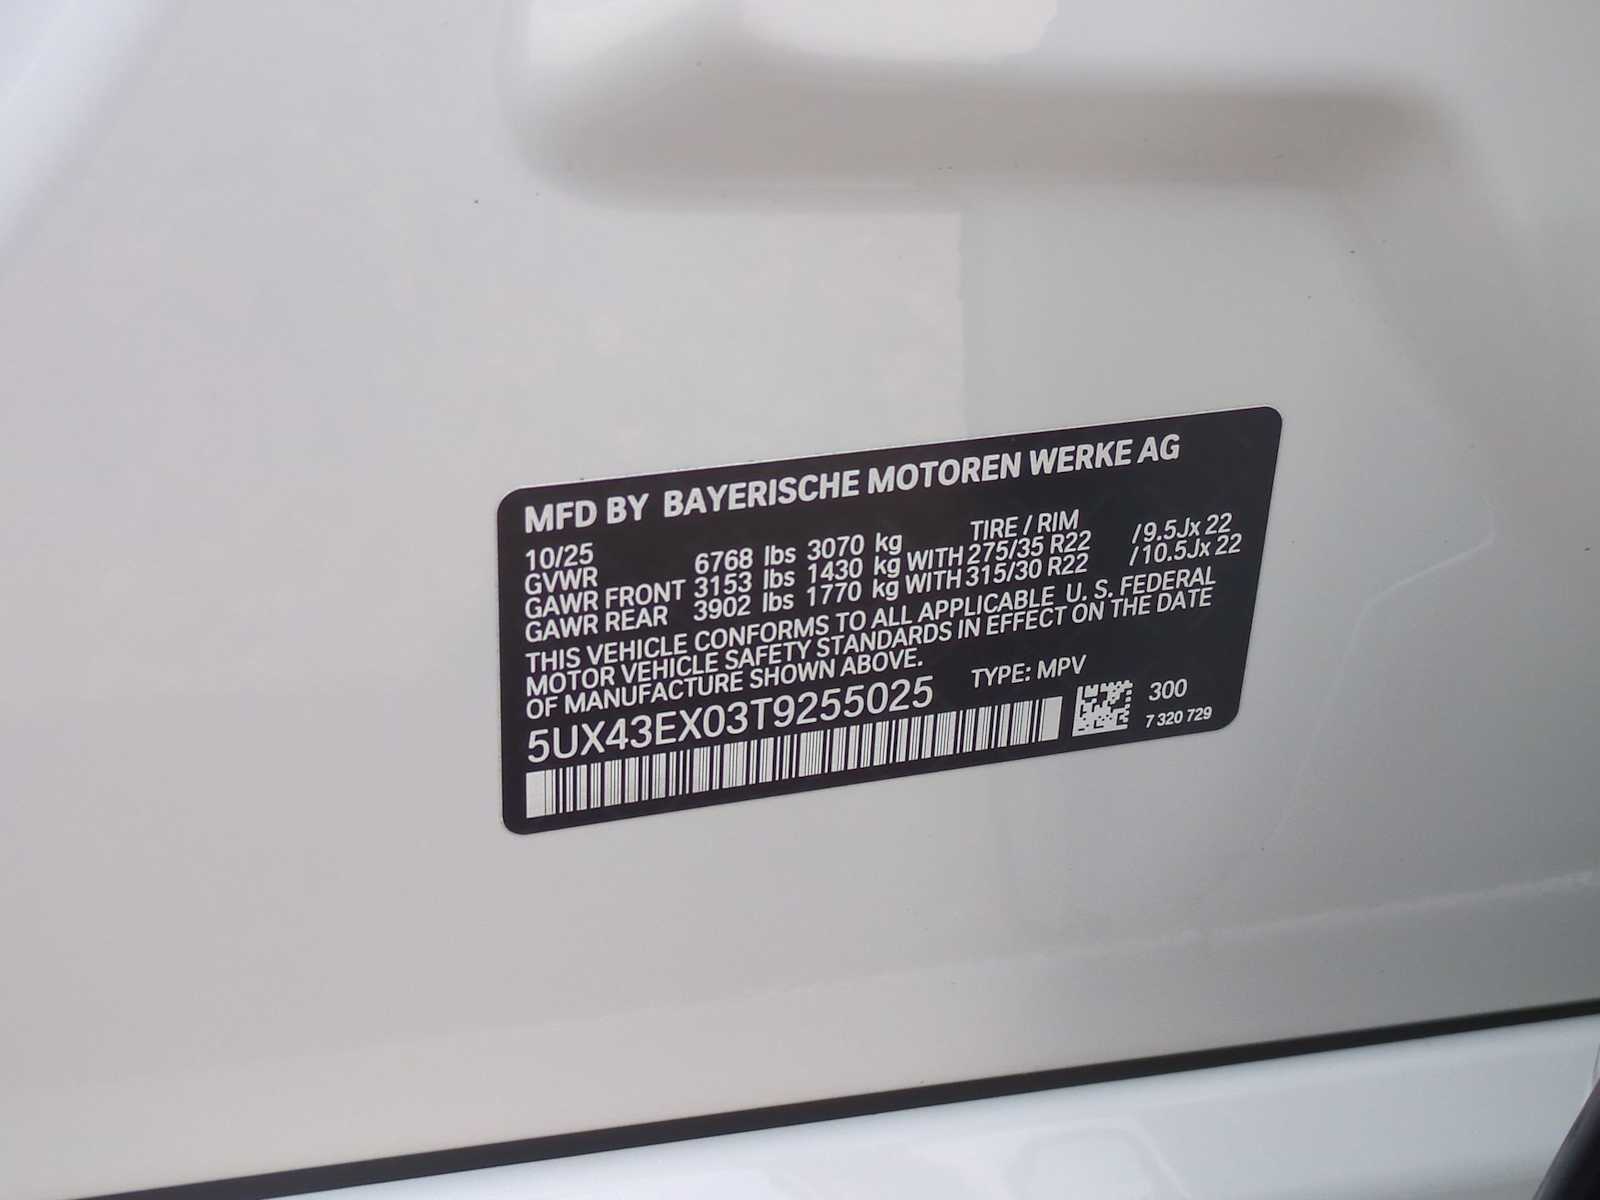 MFD BY BAYERISCHE MOTOREN WERKE AG
10/25 TIRE / RIM
GVWR 6768 lbs 3070 kg
GAWR FRONT 3153 lbs 1430 kg WITH 275/35 R22 /9.5Jx 22
GAWR REAR 3902 lbs 1770 kg WITH 315/30 R22 /10.5Jx 22
THIS VEHICLE CONFORMS TO ALL APPLICABLE U. S. FEDERAL
MOTOR VEHICLE SAFETY STANDARDS IN EFFECT ON THE DATE
OF MANUFACTURE SHOWN ABOVE.
5UX43EX03T9255025 TYPE: MPV
300
7 320 729